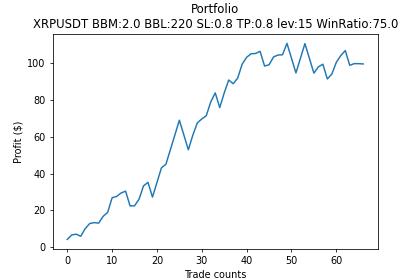 Portfolio
XRPUSDT BBM:2.0 BBL:220 SL:0.8 TP:0.8 lev:15 WinRatio:75.0
100
80
60
40
20
0
Profit ($)
0 10 20 30 40 50 60
Trade counts